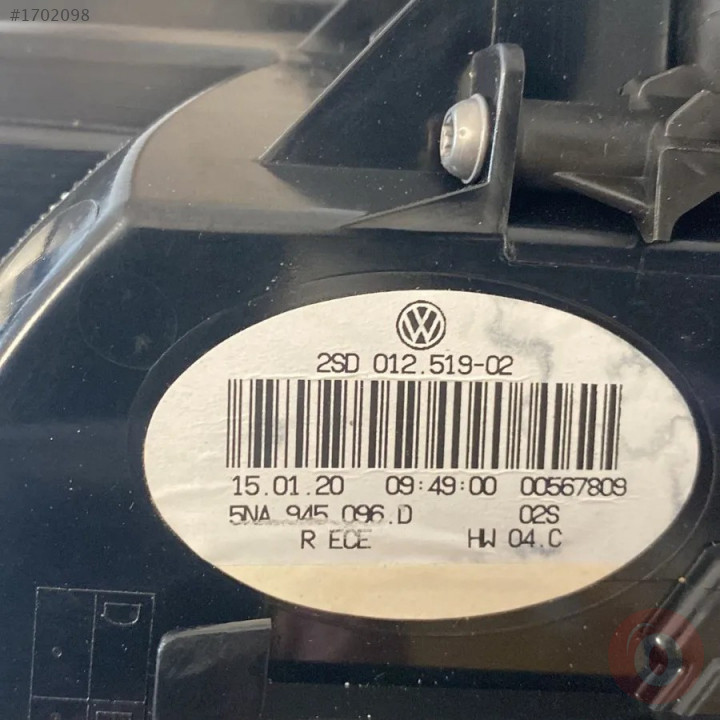 #1702098
VW
2SD 012.519-02
15.01.20 09:49:00 00567809
5NA 945 096.D 02S
R ECE HW 04.C
D